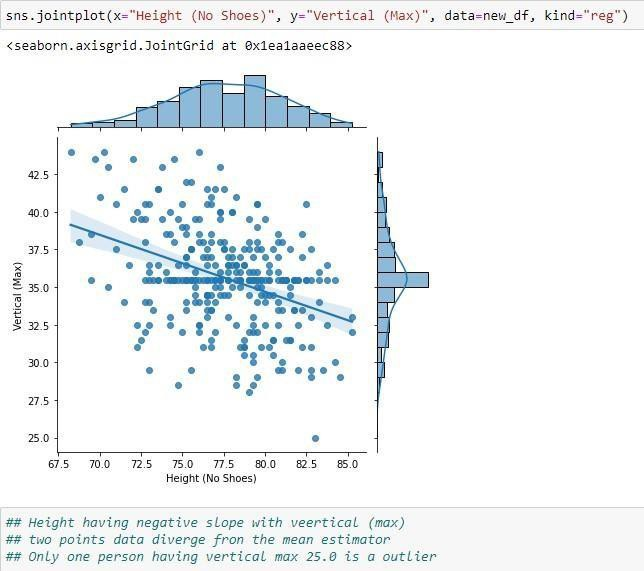 sns.jointplot(x="Height (No Shoes)", y="Vertical (Max)", data=new_df, kind="reg")
<seaborn.axisgrid.JointGrid at 0x1ea1aaeec88>
42.5
40.0
37.5
35.0
32.5
30.0
27.5
25.0
Vertical (Max)
67.5 70.0 72.5 75.0 77.5 80.0 82.5 85.0
Height (No Shoes)
## Height having negative slope with veertical (max)
## two points data diverge fron the mean estimator
## Only one person having vertical max 25.0 is a outlier